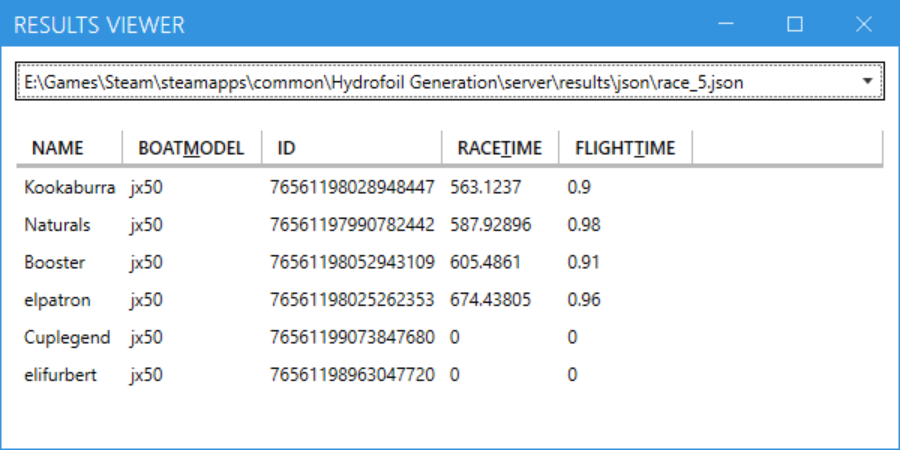 RESULTS VIEWER
E:\Games\Steam\steamapps\common\Hydrofoil Generation\server\results\json\race_5.json
NAME BOATMODEL ID RACETIME FLIGHTTIME
Kookaburra jx50 76561198028948447 563.1237 0.9
Naturals jx50 76561197990782442 587.92896 0.98
Booster jx50 76561198052943109 605.4861 0.91
elpatron jx50 76561198025262353 674.43805 0.96
Cuplegend jx50 76561199073847680 0 0
elifurbert jx50 76561198963047720 0 0